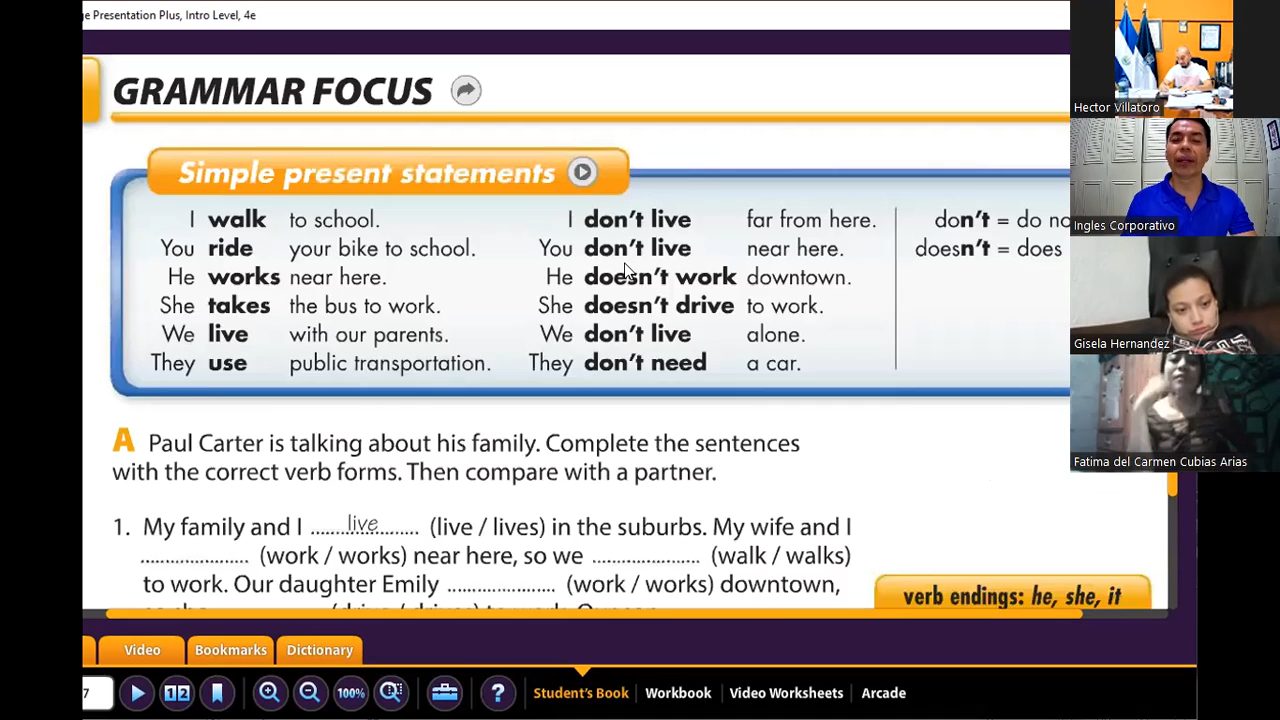 ge Presentation Plus, Intro Level, 4e
GRAMMAR FOCUS
Simple present statements
I walk to school. I don't live far from here. don't = do no
You ride your bike to school. You don't live near here. doesn't = does
He works near here. He doesn't work downtown.
She takes the bus to work. She doesn't drive to work.
We live with our parents. We don't live alone.
They use public transportation. They don't need a car.
A Paul Carter is talking about his family. Complete the sentences
with the correct verb forms. Then compare with a partner.
1. My family and I ...live... (live / lives) in the suburbs. My wife and I
(work / works) near here, so we (walk / walks)
to work. Our daughter Emily (work / works) downtown,
verb endings: he, she, it
Video Bookmarks Dictionary
7 12 100% ? Student's Book Workbook Video Worksheets Arcade
Hector Villatoro
Ingles Corporativo
Gisela Hernandez
Fatima del Carmen Cubias Arias